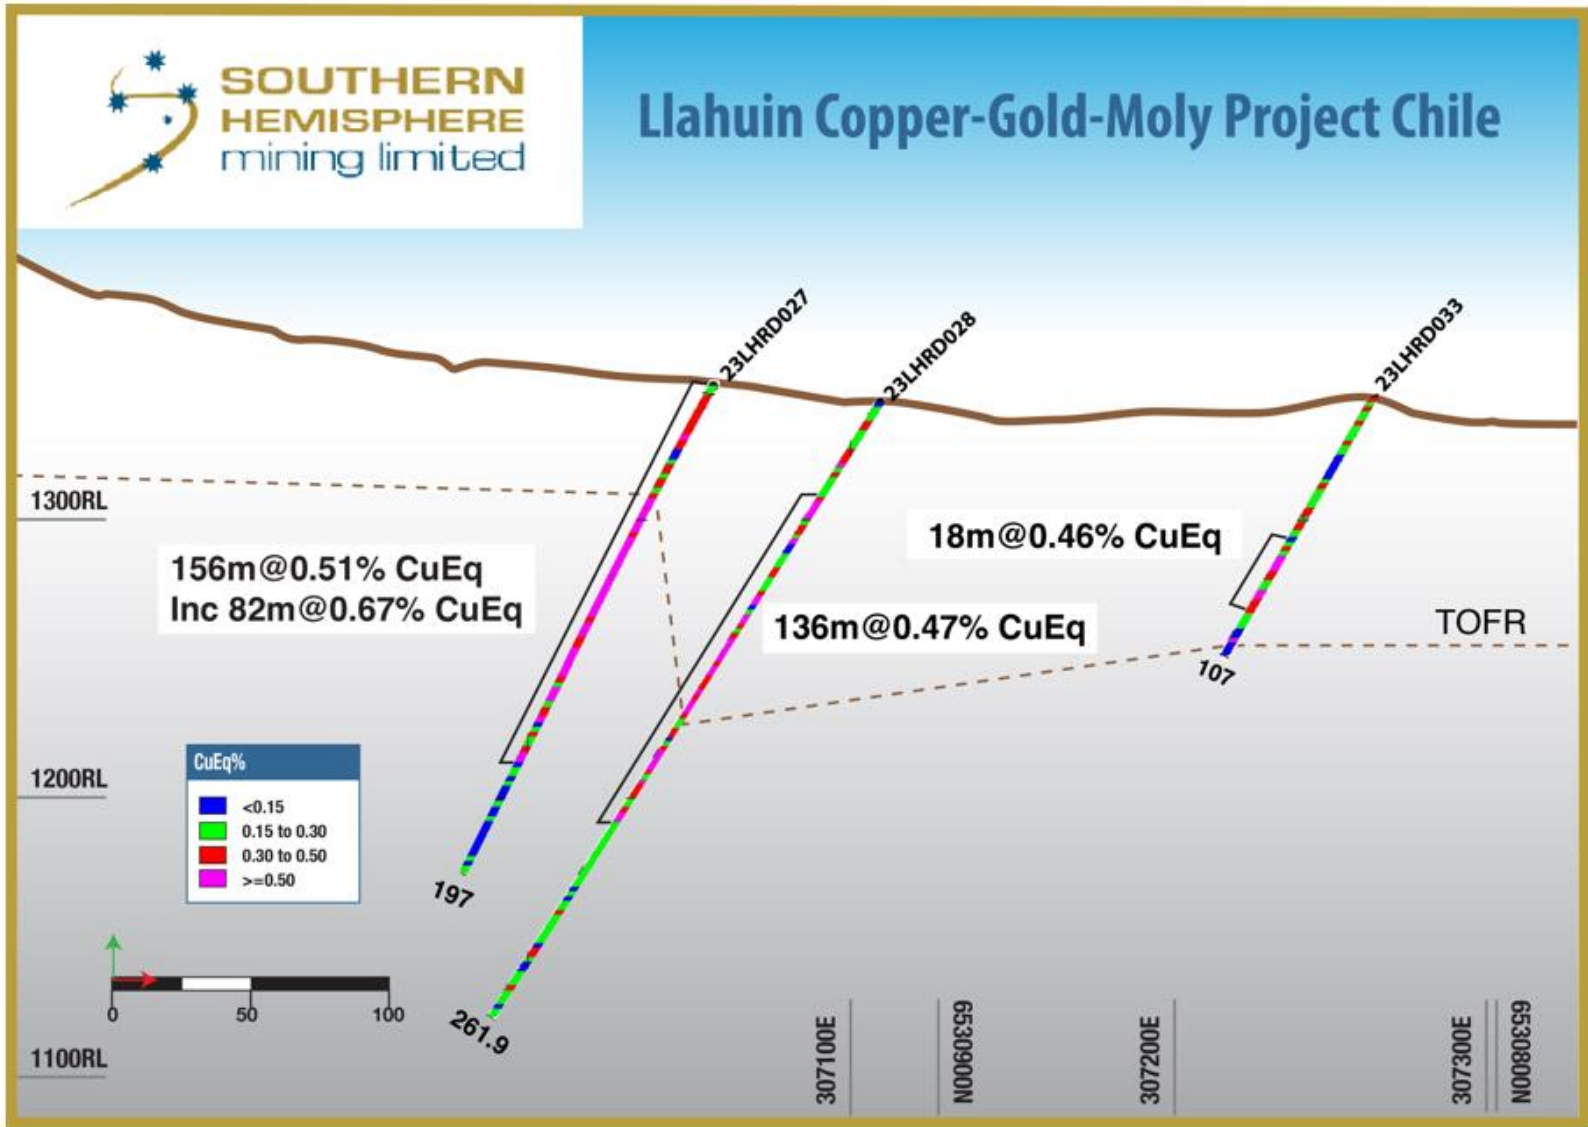 SOUTHERN
HEMISPHERE
mining limited
Llahuin Copper-Gold-Moly Project Chile
23LHRD027
23LHRD028
23LHRD033
1300RL
156m@0.51% CuEq
Inc 82m@0.67% CuEq
18m@0.46% CuEq
136m@0.47% CuEq
TOFR
107
CuEq%
<0.15
0.15 to 0.30
0.30 to 0.50
>=0.50
1200RL
197
261.9
0
50
100
1100RL
307100E
6530900N
307200E
307300E
6530800N